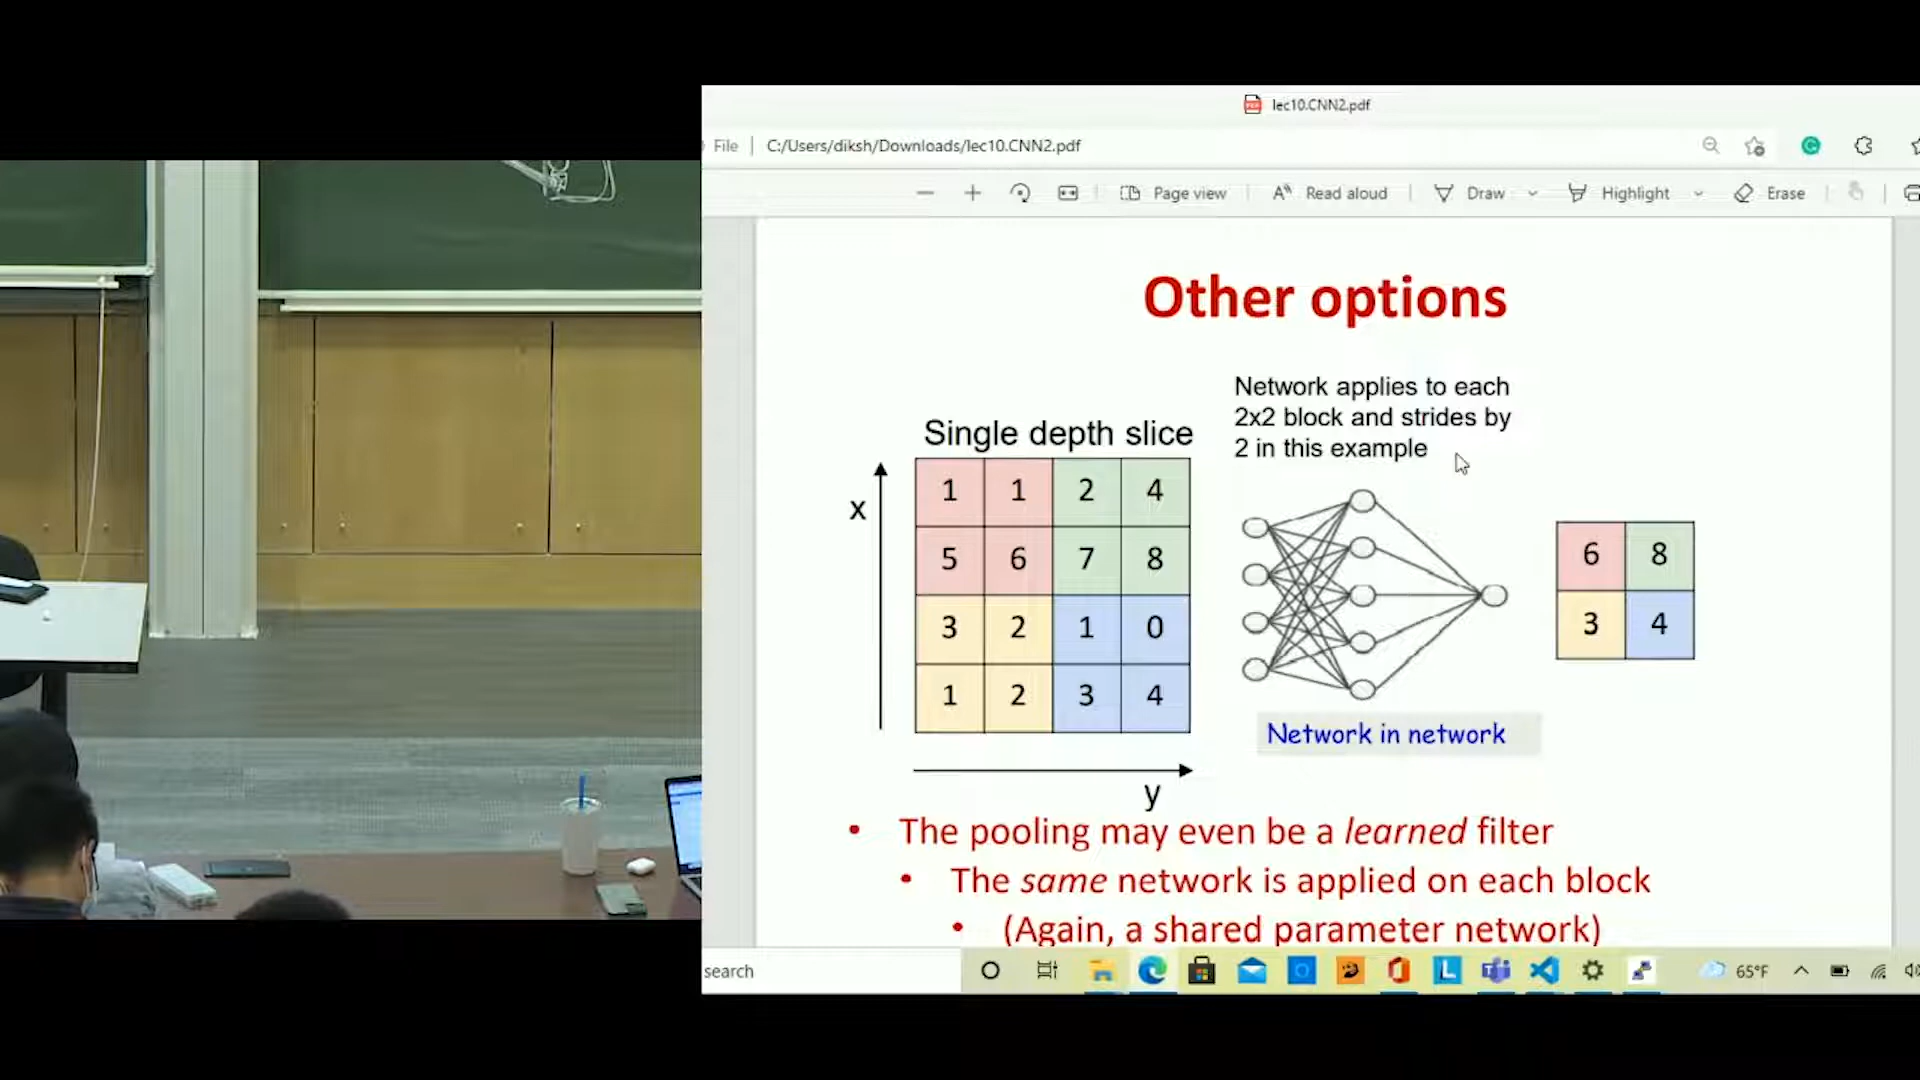 lec10.CNN2.pdf
File | C:/Users/diksh/Downloads/lec10.CNN2.pdf
Page view
Read aloud
Draw
Highlight
Erase
Other options
Network applies to each
2x2 block and strides by
2 in this example
Single depth slice
x
1 1 2 4
5 6 7 8
3 2 1 0
1 2 3 4
y
6 8
3 4
Network in network
• The pooling may even be a learned filter
• The same network is applied on each block
• (Again, a shared parameter network)
search
65°F